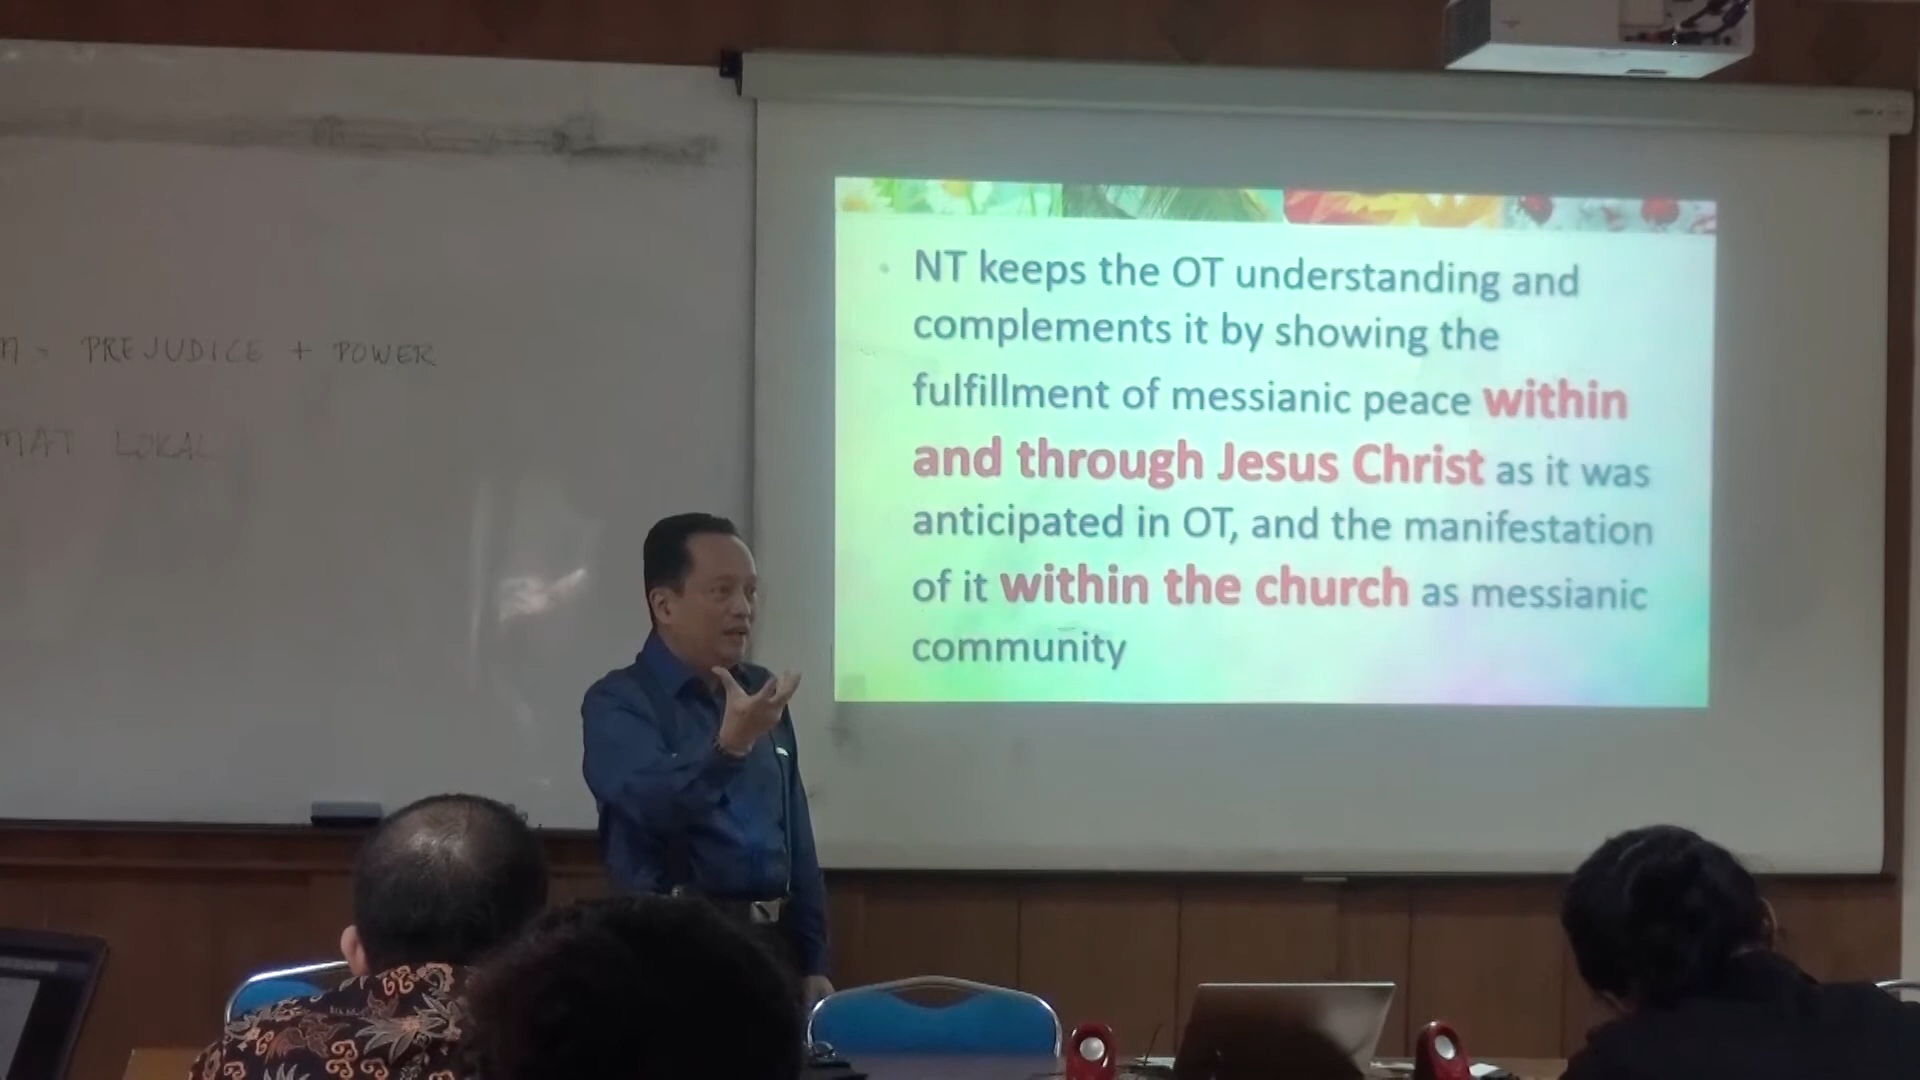 = PREJUDICE + POWER
LOKAL
NT keeps the OT understanding and
complements it by showing the
fulfillment of messianic peace within
and through Jesus Christ as it was
anticipated in OT, and the manifestation
of it within the church as messianic
community